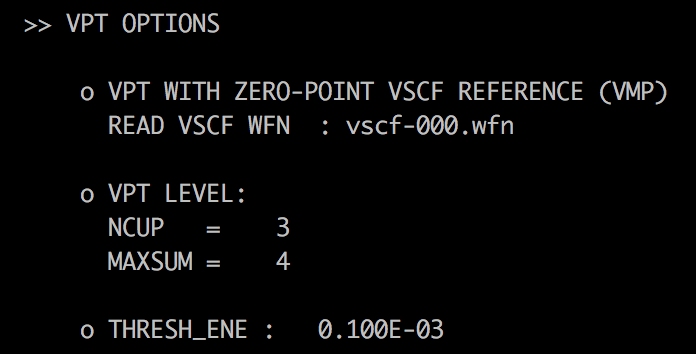 >> VPT OPTIONS
o VPT WITH ZERO-POINT VSCF REFERENCE (VMP)
READ VSCF WFN : vscf-000.wfn
o VPT LEVEL:
NCUP = 3
MAXSUM = 4
o THRESH_ENE : 0.100E-03